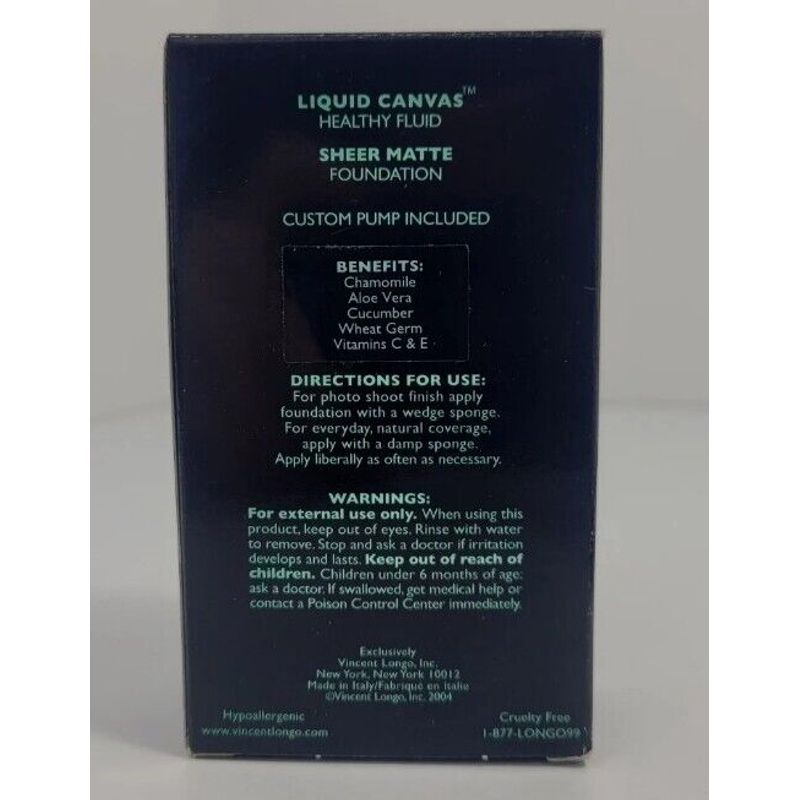 LIQUID CANVAS™
HEALTHY FLUID
SHEER MATTE
FOUNDATION
CUSTOM PUMP INCLUDED
BENEFITS:
Chamomile
Aloe Vera
Cucumber
Wheat Germ
Vitamins C & E
DIRECTIONS FOR USE:
For photo shoot finish apply
foundation with a wedge sponge.
For everyday, natural coverage,
apply with a damp sponge.
Apply liberally as often as necessary.
WARNINGS:
For external use only. When using this
product, keep out of eyes. Rinse with water
to remove. Stop and ask a doctor if irritation
develops and lasts. Keep out of reach of
children. Children under 6 months of age:
ask a doctor. If swallowed, get medical help or
contact a Poison Control Center immediately.
Exclusively
Vincent Longo, Inc.
New York, New York 10012
Made in Italy/Fabriqué en italie
©Vincent Longo, Inc. 2004
Hypoallergenic
www.vincentlongo.com
Cruelty Free
1-877-LONGO99